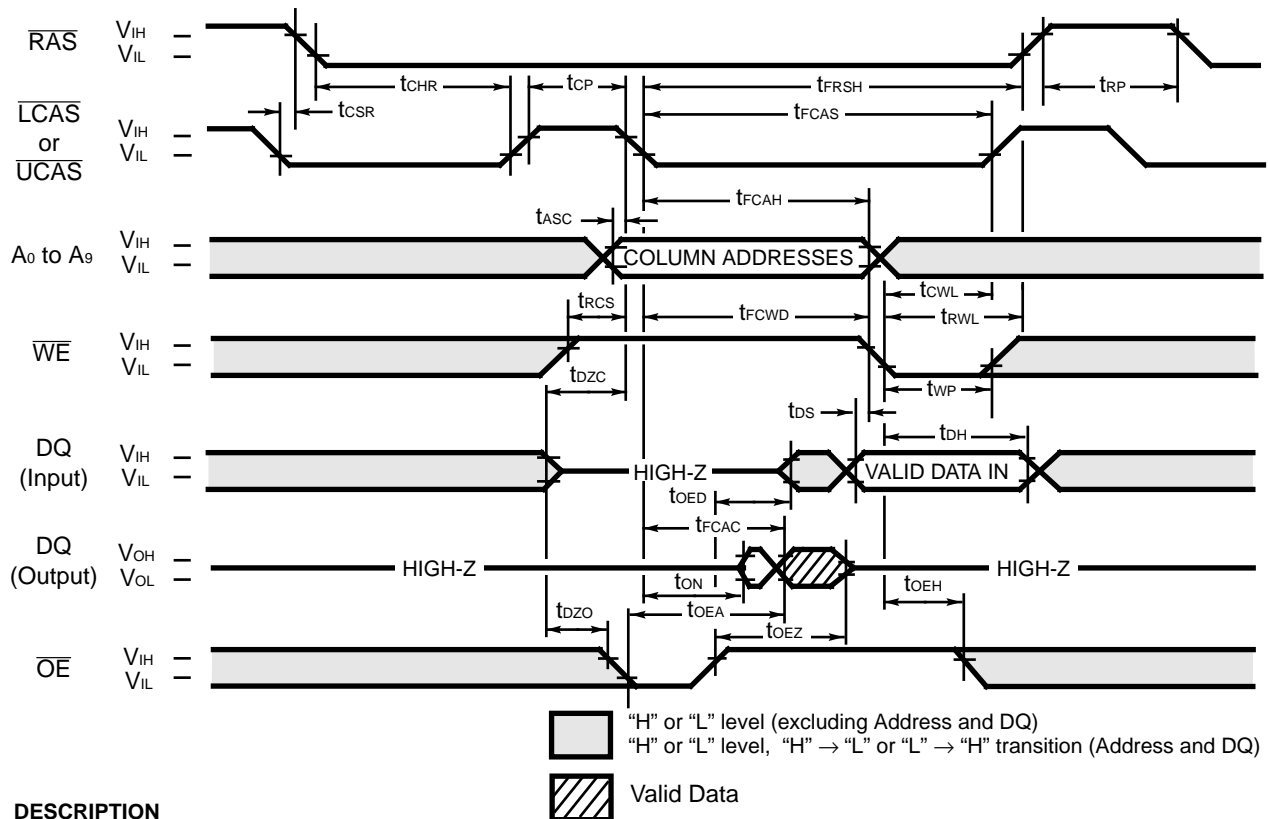 RAS VIH
VIL
tCHR tCP tFRSH tRP
tCSR tFCAS
LCAS
or
UCAS
VIH
VIL
tFCAH
tASC
A0 to A9 VIH
VIL
COLUMN ADDRESSES
tCWL
tRCS tFCWD tRWL
WE VIH
VIL
tDZC tWP
tDS
tDH
DQ
(Input)
VIH
VIL
HIGH-Z VALID DATA IN
tOED
tFCAC
DQ
(Output)
VOH
VOL
HIGH-Z HIGH-Z
tON tOEH
tDZO tOEA
tOEZ
OE VIH
VIL
“H” or “L” level (excluding Address and DQ)
“H” or “L” level, “H” → “L” or “L” → “H” transition (Address and DQ)
Valid Data
DESCRIPTION